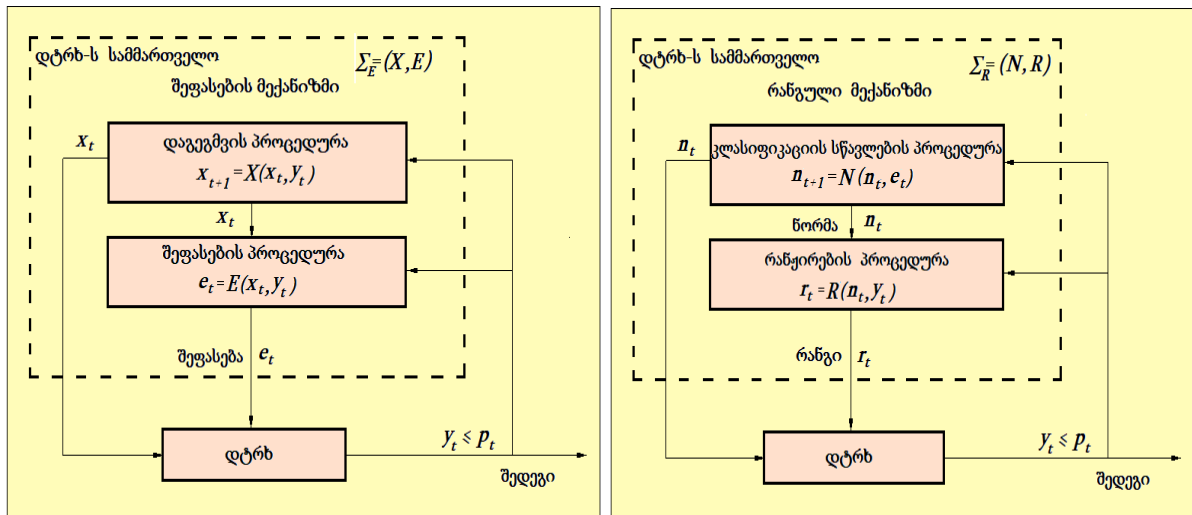 დტრხ-ს სამმართველო
Σ_E=(X,E)
შეფასების მექანიზმი
x_t
დაგეგმვის პროცედურა
x_{t+1}=X(x_t,y_t)
x_t
შეფასების პროცედურა
e_t=E(x_t,y_t)
შეფასება e_t
დტრხ
y_t ≤ p_t
შედეგი
დტრხ-ს სამმართველო
Σ_R=(N,R)
რანგული მექანიზმი
n_t
კლასიფიკაციის სწავლების პროცედურა
n_{t+1}=N(n_t,e_t)
ნორმა n_t
რანჟირების პროცედურა
r_t=R(n_t,y_t)
რანგი r_t
დტრხ
y_t ≤ p_t
შედეგი